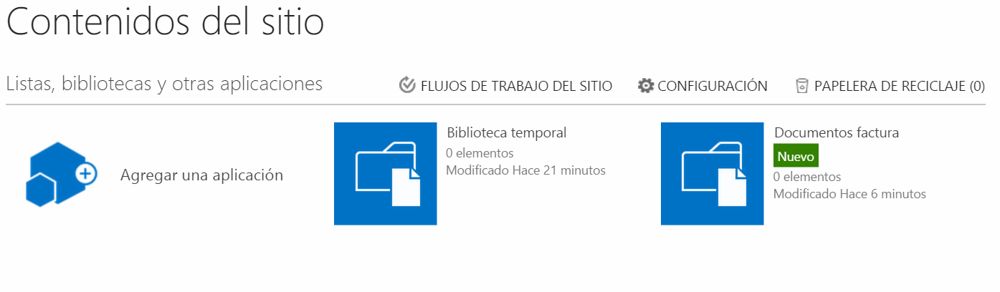 Contenidos del sitio
Listas, bibliotecas y otras aplicaciones
FLUJOS DE TRABAJO DEL SITIO
CONFIGURACIÓN
PAPELERA DE RECICLAJE (0)
Agregar una aplicación
Biblioteca temporal
0 elementos
Modificado Hace 21 minutos
Documentos factura
Nuevo
0 elementos
Modificado Hace 6 minutos